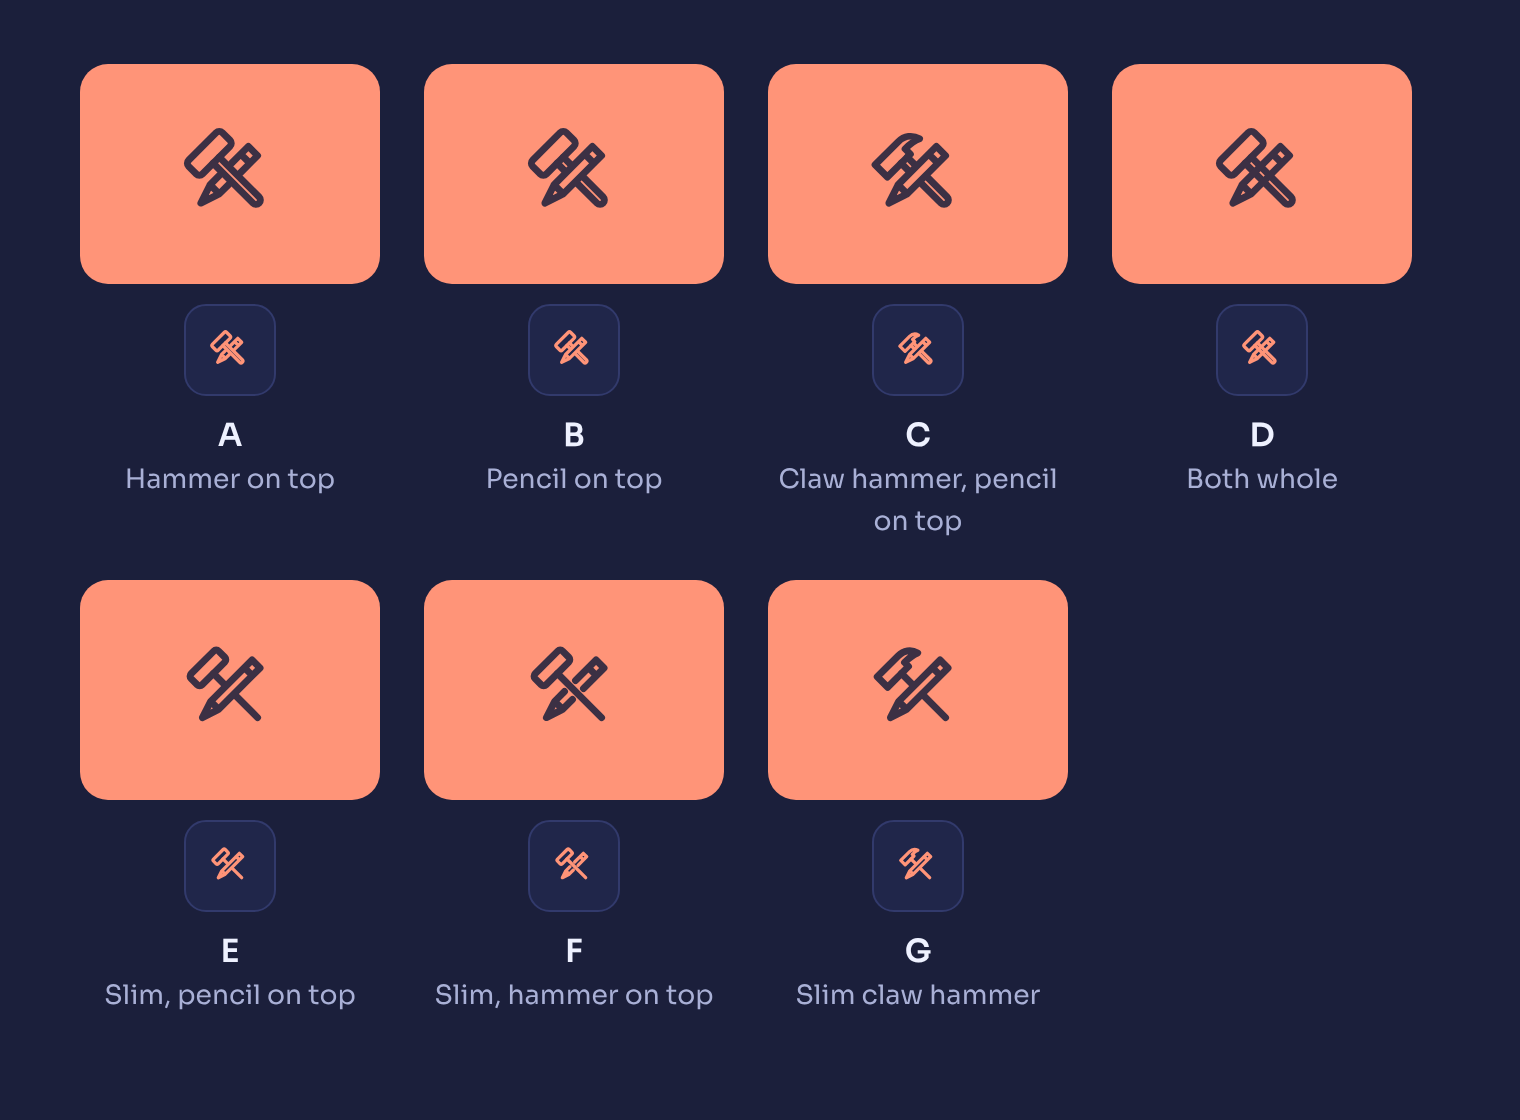 A
B
C
D
Hammer on top
Pencil on top
Claw hammer, pencil
on top
Both whole
E
F
G
Slim, pencil on top
Slim, hammer on top
Slim claw hammer